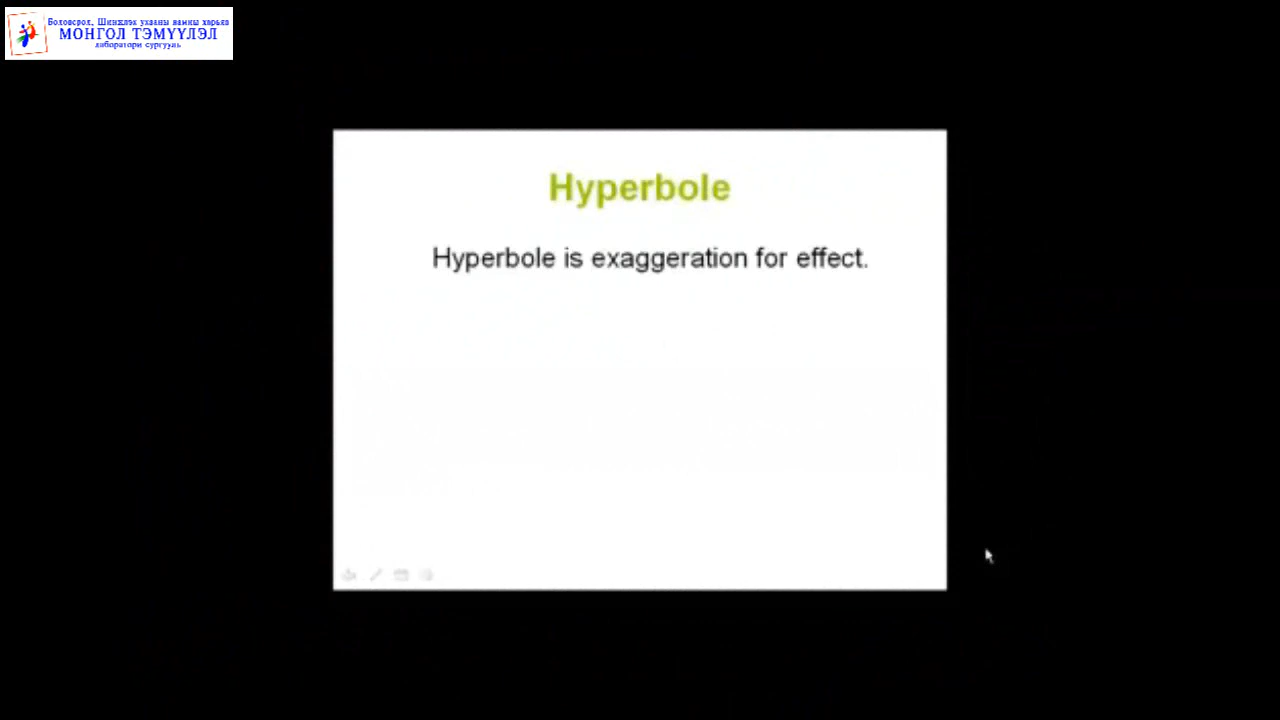 Боловсрол, Шинжлэх ухааны яамны харьяа
МОНГОЛ ТЭМҮҮЛЭЛ
лаборатори сургууль
Hyperbole
Hyperbole is exaggeration for effect.